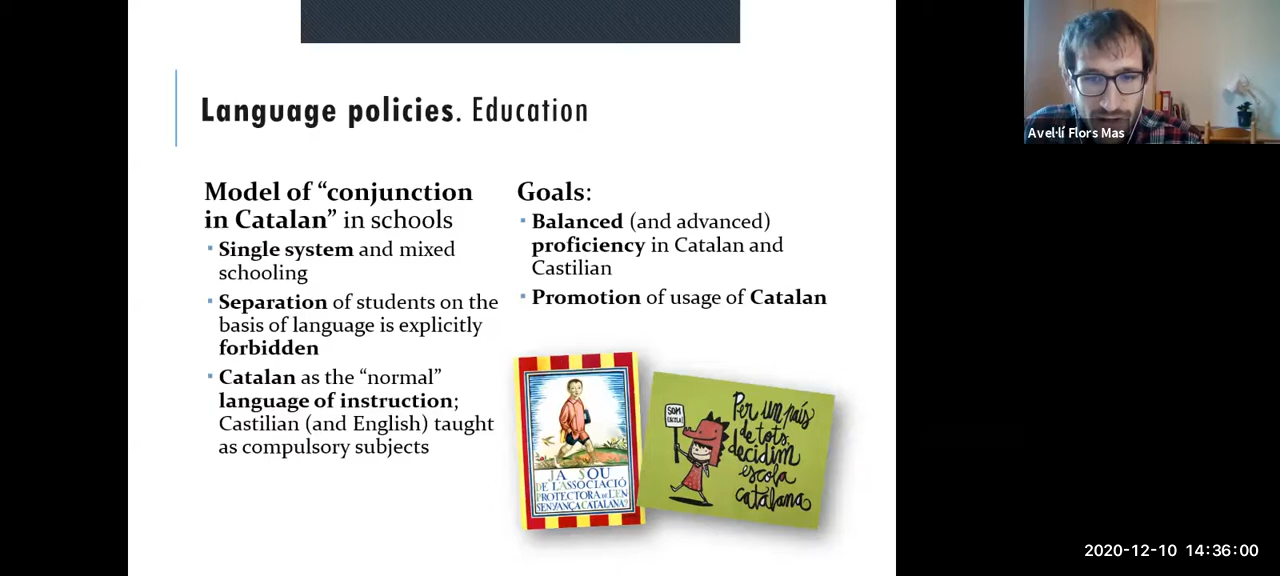 Language policies. Education
Model of “conjunction
in Catalan” in schools
▪ Single system and mixed
schooling
▪ Separation of students on the
basis of language is explicitly
forbidden
▪ Catalan as the “normal”
language of instruction;
Castilian (and English) taught
as compulsory subjects
Goals:
▪ Balanced (and advanced)
proficiency in Catalan and
Castilian
▪ Promotion of usage of Catalan
JA SOU
DE L'ASSOCIACIÓ
PROTECTORA DE L'EN
SENYANÇA CATALANA?
SOM
ESCOLA
Per un país
de tots,
decidim
escola
catalana
Avel·lí Flors Mas
2020-12-10 14:36:00